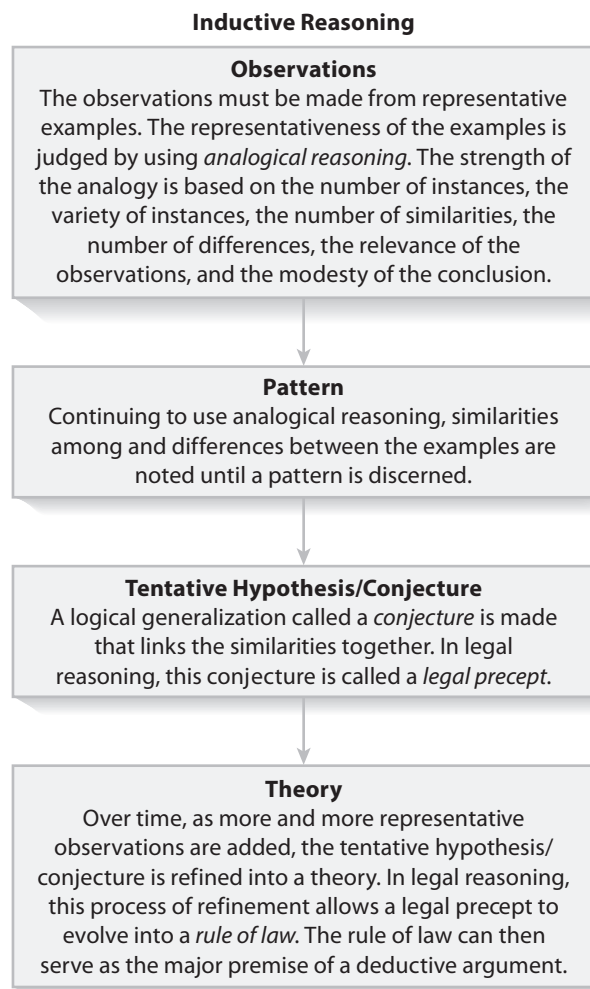 Inductive Reasoning
Observations
The observations must be made from representative
examples. The representativeness of the examples is
judged by using analogical reasoning. The strength of
the analogy is based on the number of instances, the
variety of instances, the number of similarities, the
number of differences, the relevance of the
observations, and the modesty of the conclusion.
Pattern
Continuing to use analogical reasoning, similarities
among and differences between the examples are
noted until a pattern is discerned.
Tentative Hypothesis/Conjecture
A logical generalization called a conjecture is made
that links the similarities together. In legal
reasoning, this conjecture is called a legal precept.
Theory
Over time, as more and more representative
observations are added, the tentative hypothesis/
conjecture is refined into a theory. In legal reasoning,
this process of refinement allows a legal precept to
evolve into a rule of law. The rule of law can then
serve as the major premise of a deductive argument.